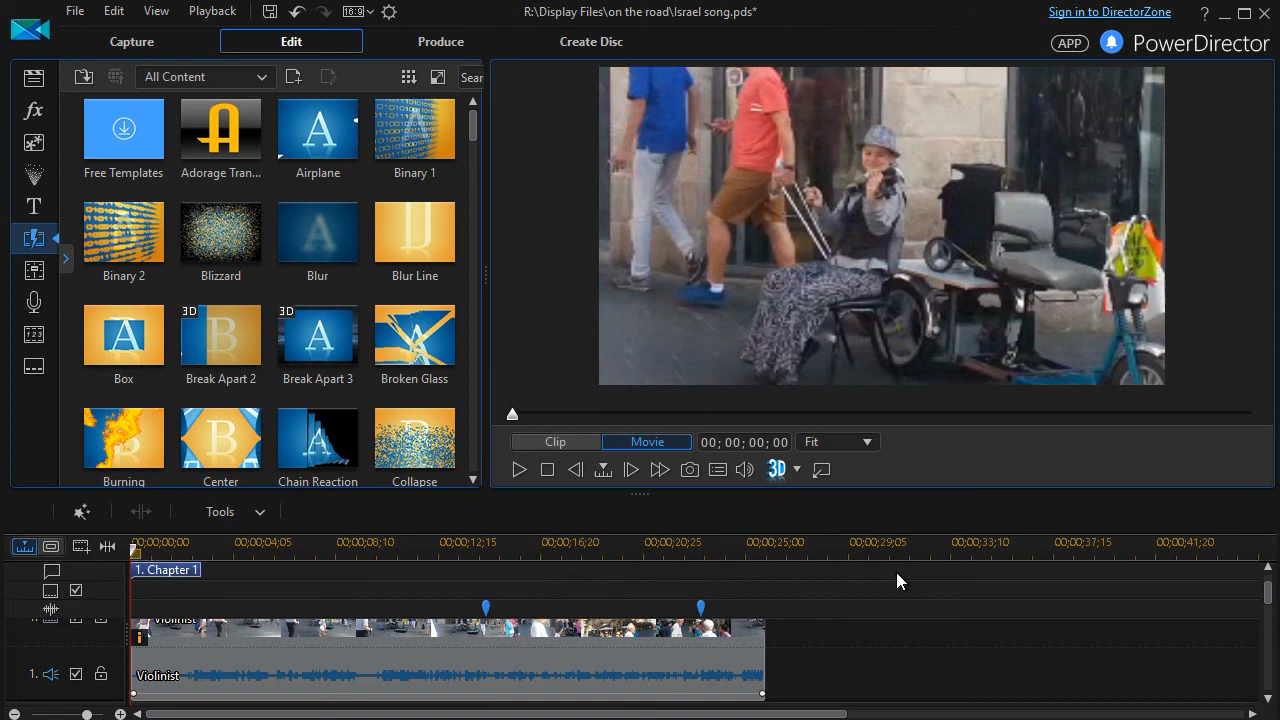 File Edit View Playback 16:9 R:\Display Files\on the road\Israel song.pds* Sign in to DirectorZone ?
Capture Edit Produce Create Disc APP PowerDirector
All Content Sear
Free Templates Adorage Tran... Airplane Binary 1
Binary 2 Blizzard Blur Blur Line
3D 3D
Box Break Apart 2 Break Apart 3 Broken Glass
Burning Center Chain Reaction Collapse
Clip Movie 00; 00; 00; 00 Fit
3D
Tools
00;00;00;00 00;00;04;05 00;00;08;10 00;00;12;15 00;00;16;20 00;00;20;25 00;00;25;00 00;00;29;05 00;00;33;10 00;00;37;15 00;00;41;20
1. Chapter 1
Violinist
1. Violinist